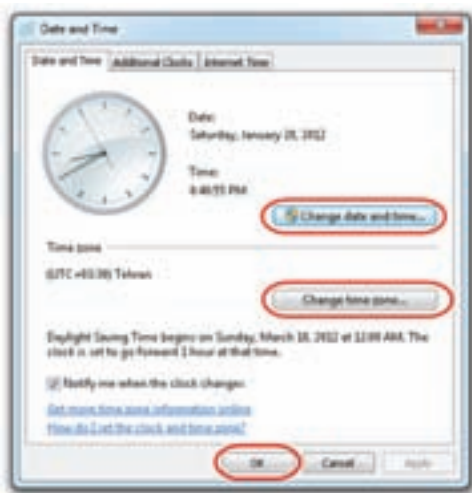 Date and Time
Date and Time Additional Clocks Internet Time
Date:
Saturday, January 28, 2012
Time:
8:40:55 PM
Change date and time...
Time zone
(UTC +03:30) Tehran
Change time zone...
Daylight Saving Time begins on Sunday, March 18, 2012 at 12:00 AM. The
clock is set to go forward 1 hour at that time.
Notify me when the clock changes
Get more time zone information online
How do I set the clock and time zone?
OK Cancel Apply